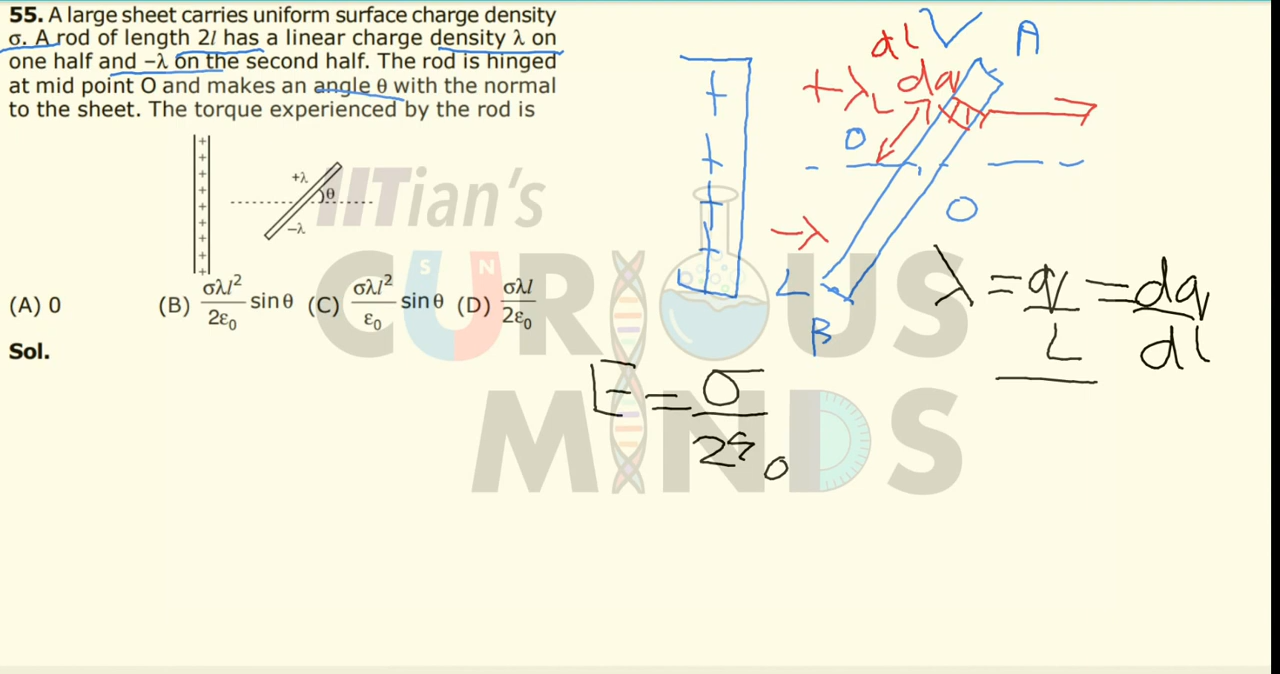 55. A large sheet carries uniform surface charge density
σ. A rod of length 2l has a linear charge density λ on
one half and –λ on the second half. The rod is hinged
at mid point O and makes an angle θ with the normal
to the sheet. The torque experienced by the rod is
+λ
θ
–λ
(A) 0 (B) σλl²/2ε₀ sinθ (C) σλl²/ε₀ sinθ (D) σλl/2ε₀
Sol.
IITian's
CURIOUS
S N
MINDS
dl A
+λ L dq
O
O
-λ
L
B
+
+
+
+
λ = q/L = dq/dl
E = σ/2ε₀